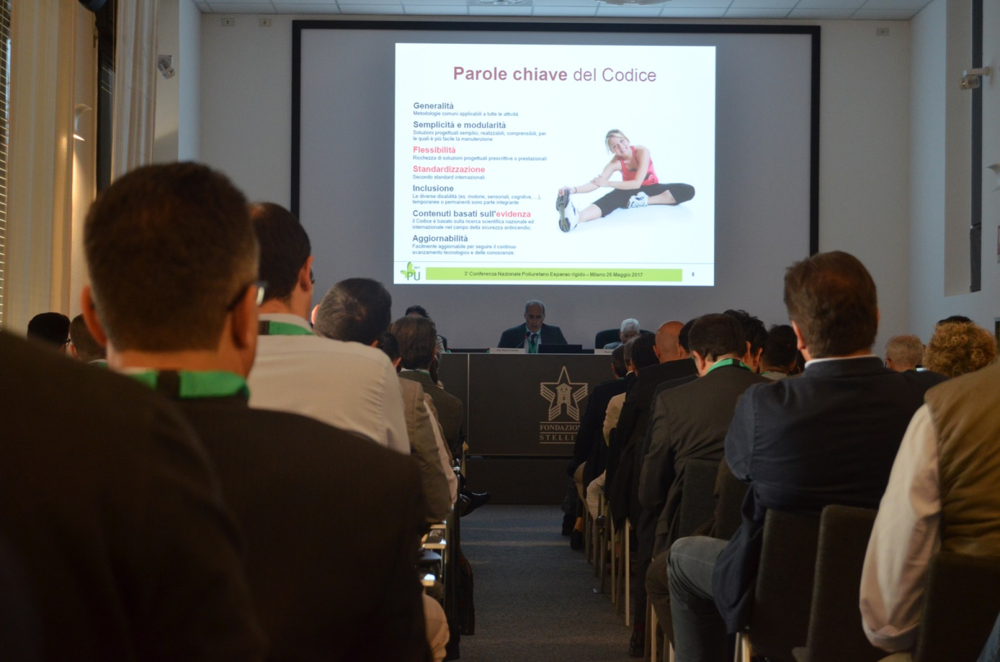 Parole chiave del Codice
Generalità
Metodologie comuni applicabili a tutte le attività
Semplicità e modularità
Soluzioni progettuali semplici, realizzabili, comprensibili, per
le quali è più facile la manutenzione
Flessibilità
Ricchezza di soluzioni progettuali prescrittive o prestazionali
Standardizzazione
Secondo standard internazionali.
Inclusione
Le diverse disabilità (es. motorie, sensoriali, cognitive, ...),
temporanee o permanenti sono parte integrante
Contenuti basati sull'evidenza
il Codice è basato sulla ricerca scientifica nazionale ed
internazionale nel campo della sicurezza antincendio;
Aggiornabilità
Facilmente aggiornabile per seguire il continuo
avanzamento tecnologico e delle conoscenze.
PU
3° Conferenza Nazionale Poliuretano Espanso rigido – Milano 25 Maggio 2017
8
FONDAZION
STELLI